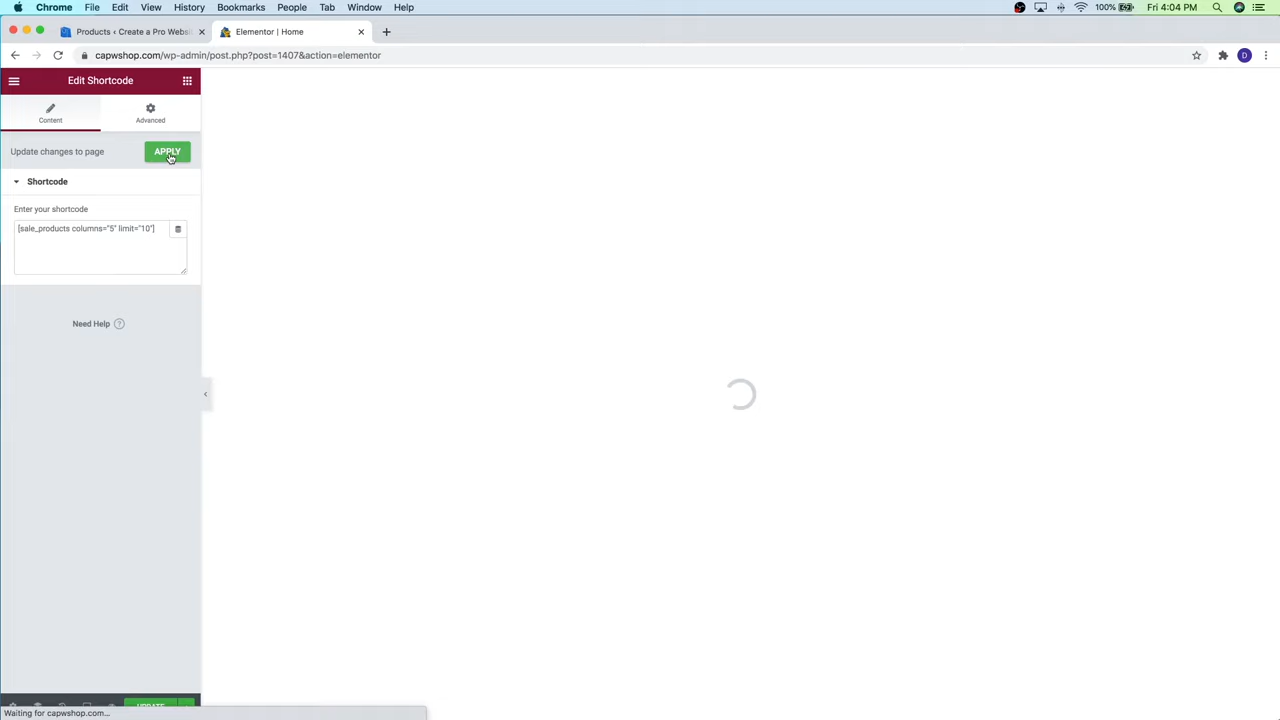 Chrome File Edit View History Bookmarks People Tab Window Help 100% Fri 4:04 PM
Products ‹ Create a Pro Websi
Elementor | Home
capwshop.com/wp-admin/post.php?post=1407&action=elementor
D
Edit Shortcode
Content
Advanced
Update changes to page
APPLY
Shortcode
Enter your shortcode
[sale_products columns="5" limit="10"]
Need Help ?
UPDATE
Waiting for capwshop.com...